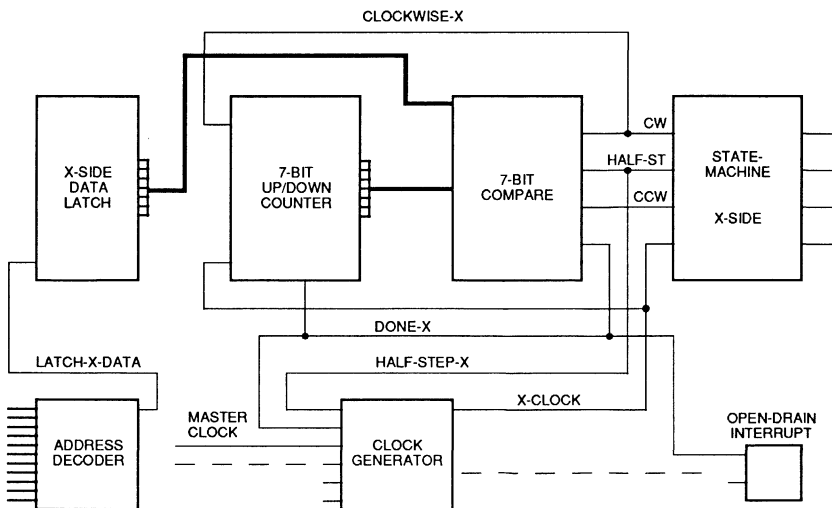 CLOCKWISE-X
X-SIDE
DATA
LATCH
7-BIT
UP/DOWN
COUNTER
7-BIT
COMPARE
CW
HALF-ST
CCW
STATE-
MACHINE
X-SIDE
DONE-X
LATCH-X-DATA
HALF-STEP-X
X-CLOCK
MASTER
CLOCK
ADDRESS
DECODER
CLOCK
GENERATOR
OPEN-DRAIN
INTERRUPT